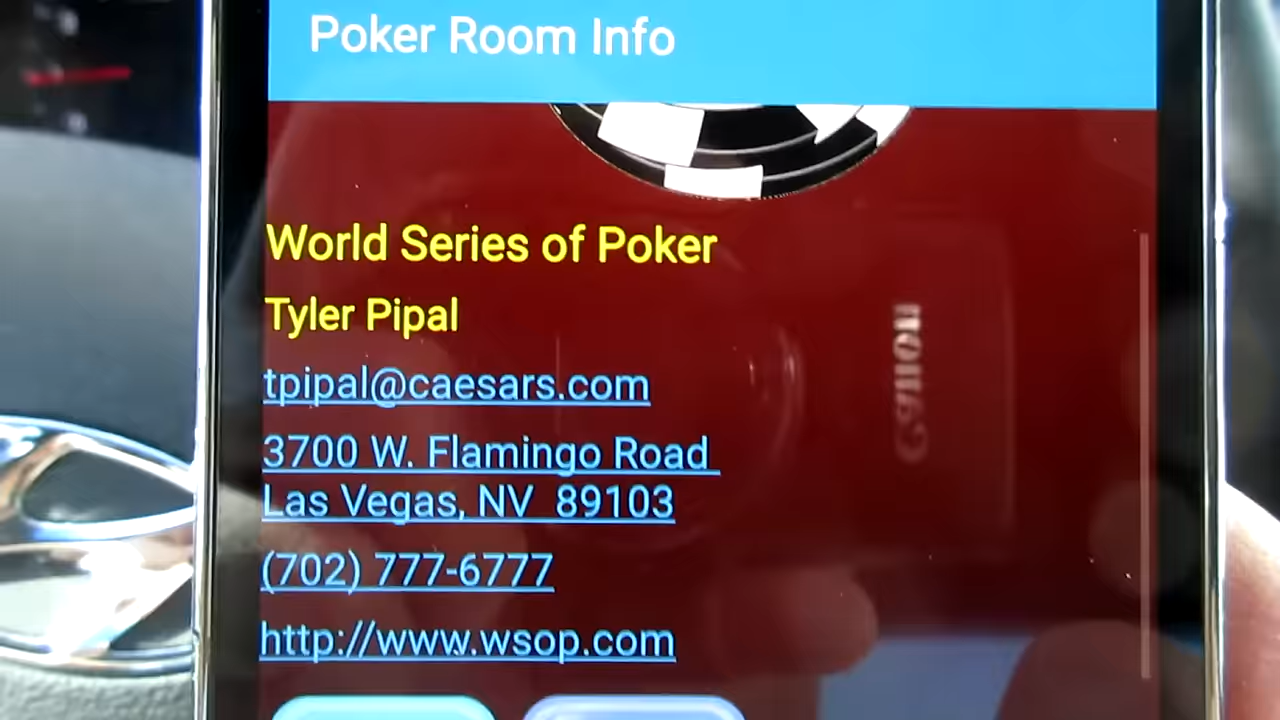 Poker Room Info
World Series of Poker
Tyler Pipal
tpipal@caesars.com
3700 W. Flamingo Road
Las Vegas, NV  89103
(702) 777-6777
http://www.wsop.com
Canon